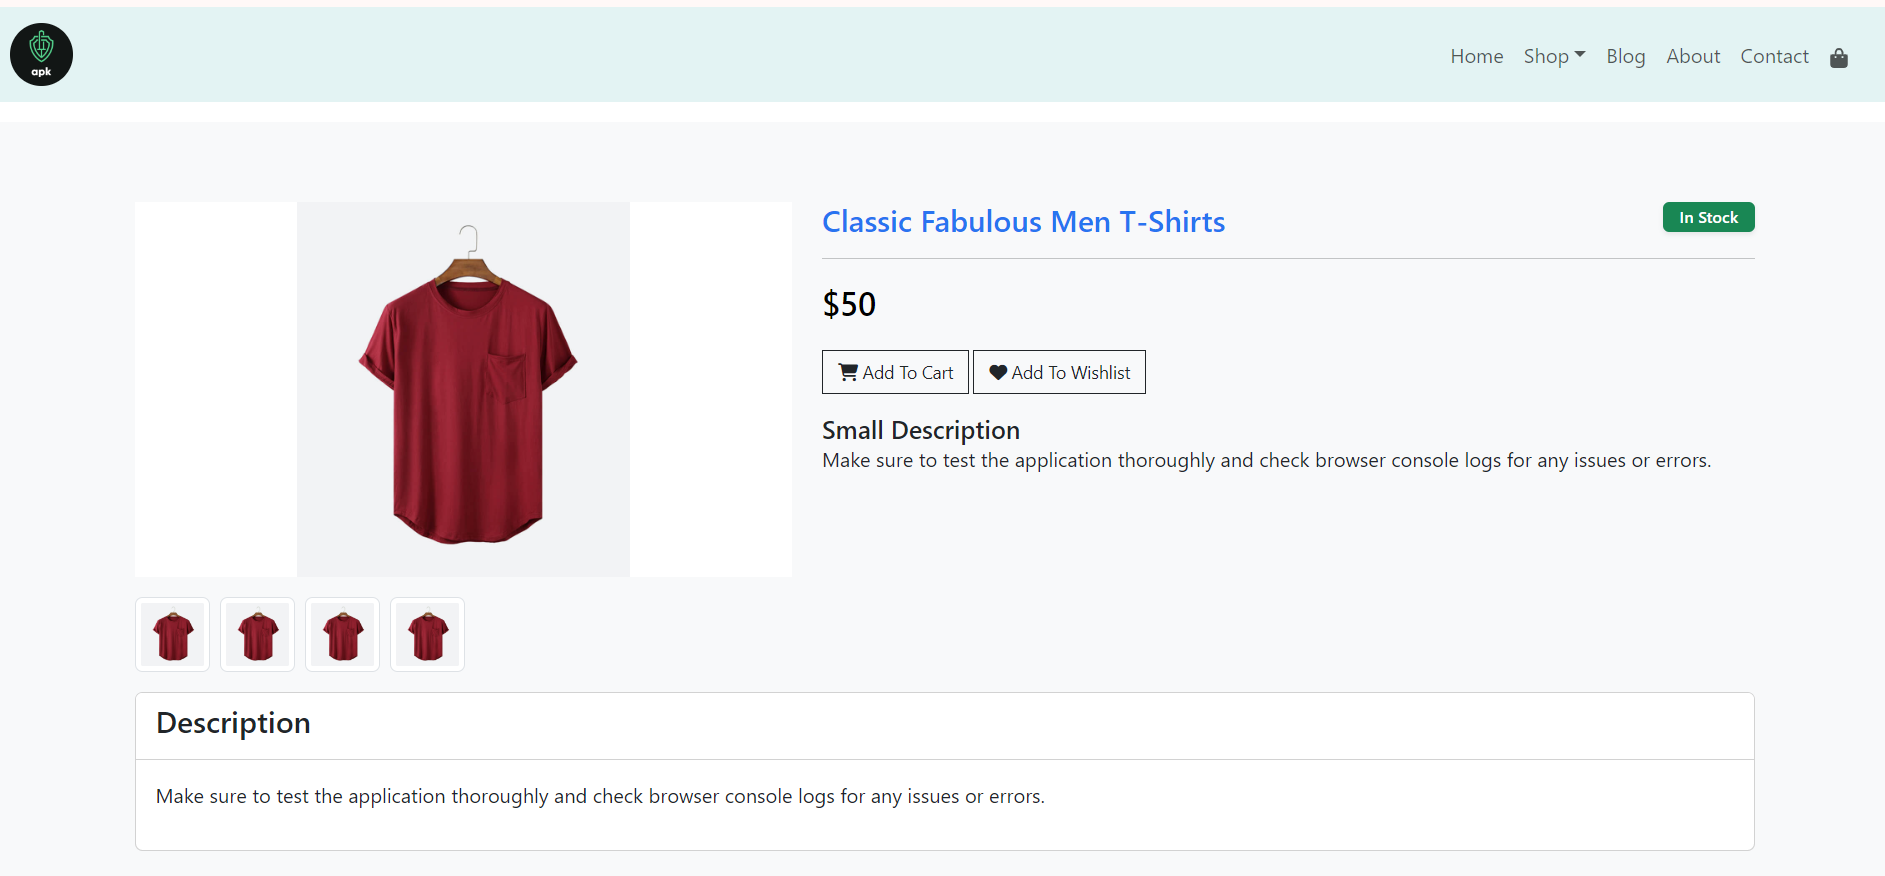 apk
Home Shop Blog About Contact
Classic Fabulous Men T-Shirts
In Stock
$50
Add To Cart
Add To Wishlist
Small Description
Make sure to test the application thoroughly and check browser console logs for any issues or errors.
Description
Make sure to test the application thoroughly and check browser console logs for any issues or errors.